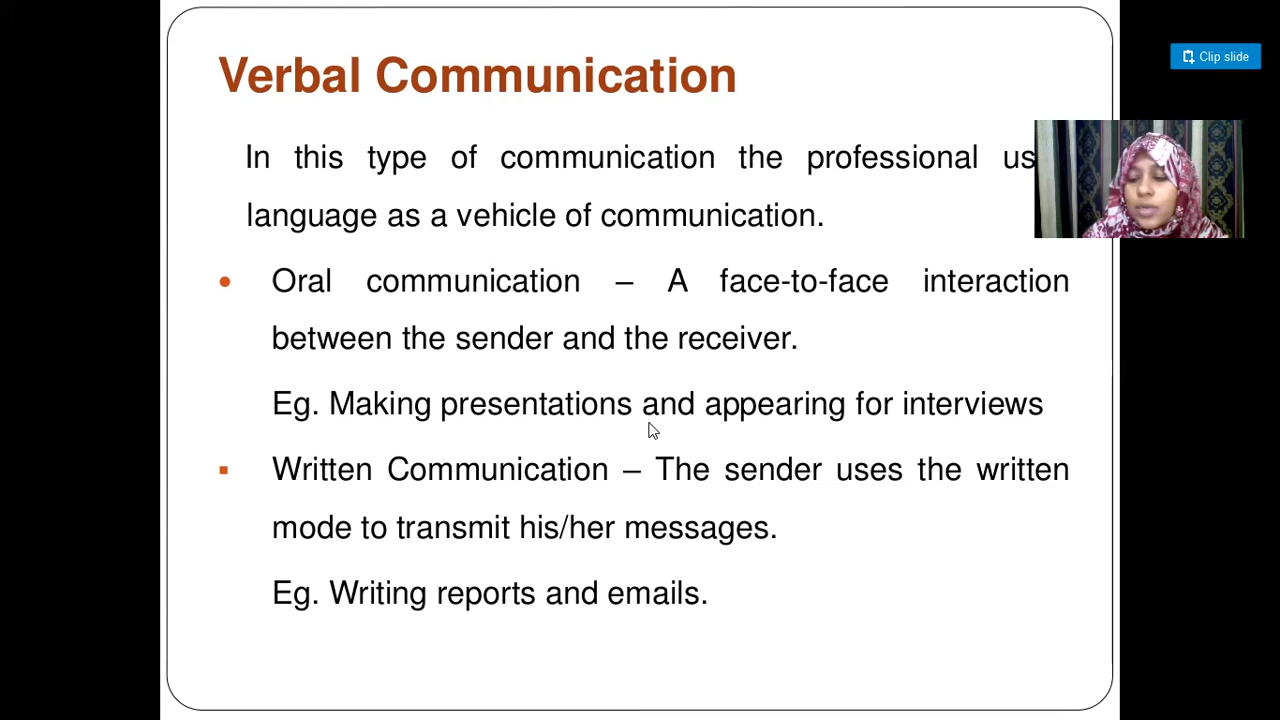 Verbal Communication
Clip slide
In this type of communication the professional
language as a vehicle of communication.
Oral communication – A face-to-face interaction
between the sender and the receiver.
Eg. Making presentations and appearing for interviews
Written Communication – The sender uses the written
mode to transmit his/her messages.
Eg. Writing reports and emails.